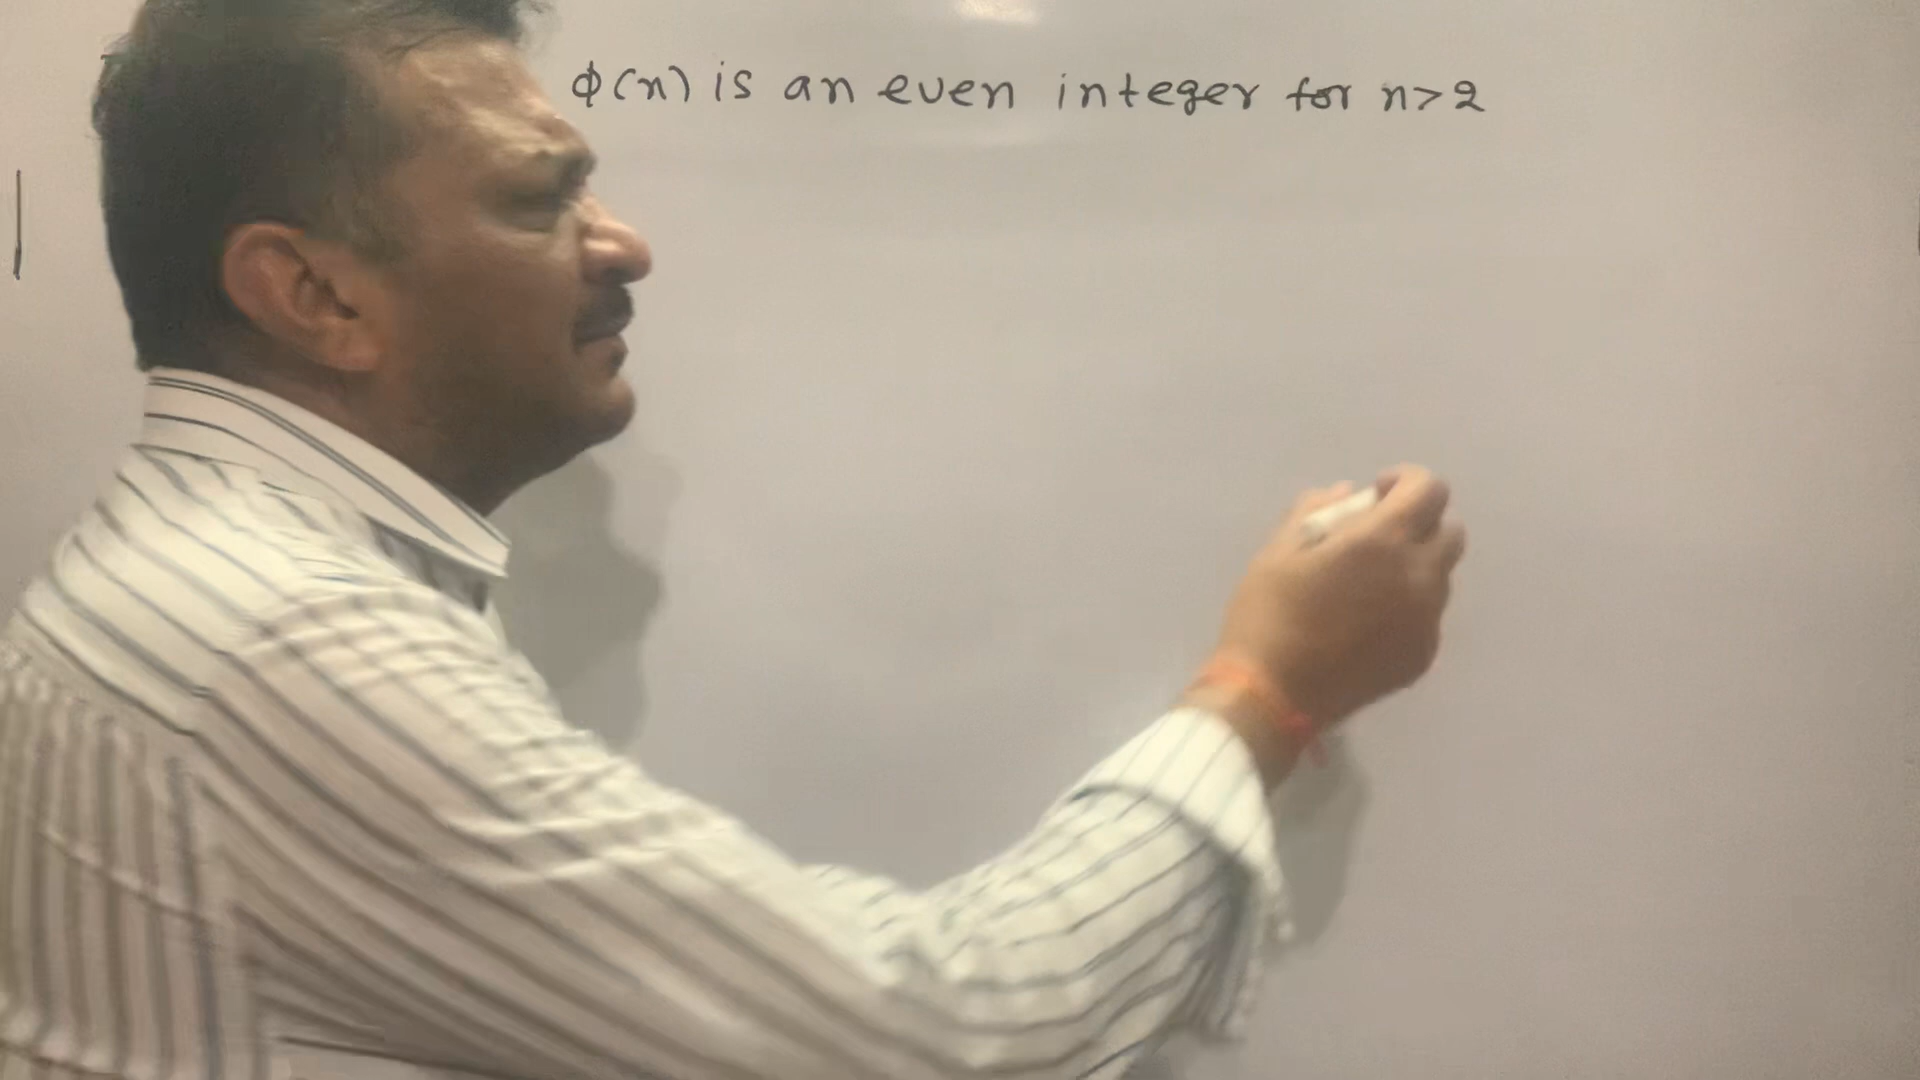 ϕ(n) is an even integer for n>2